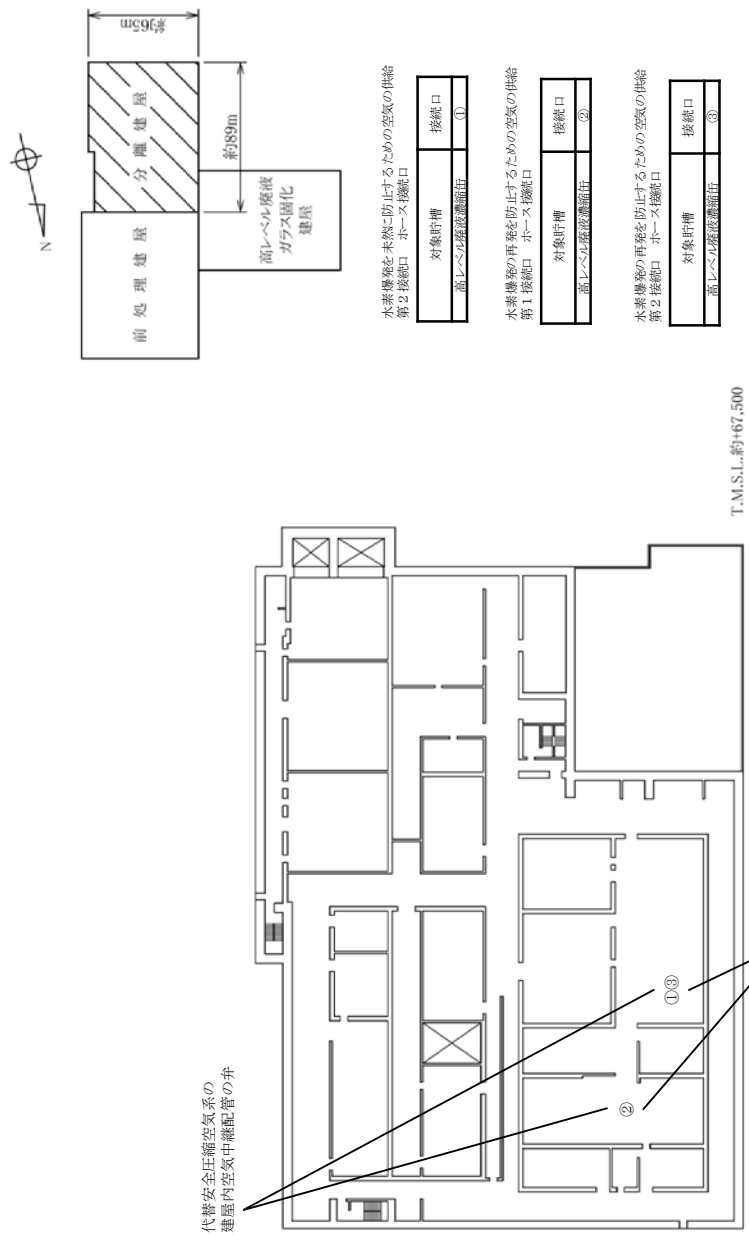 N
前処理建屋
分離建屋
高レベル廃液
ガラス固化
建屋
約65m
約89m
水素爆発を未然に防止するための空気の供給
第2接続口 ホース接続口
対象貯槽 接続口
高レベル廃液濃縮缶 ①
水素爆発の再発を防止するための空気の供給
第1接続口 ホース接続口
対象貯槽 接続口
高レベル廃液濃縮缶 ②
水素爆発の再発を防止するための空気の供給
第2接続口 ホース接続口
対象貯槽 接続口
高レベル廃液濃縮缶 ③
T.M.S.L.約+67,500
代替安全圧縮空気系の
建屋内空気中継配管の弁
①③
②